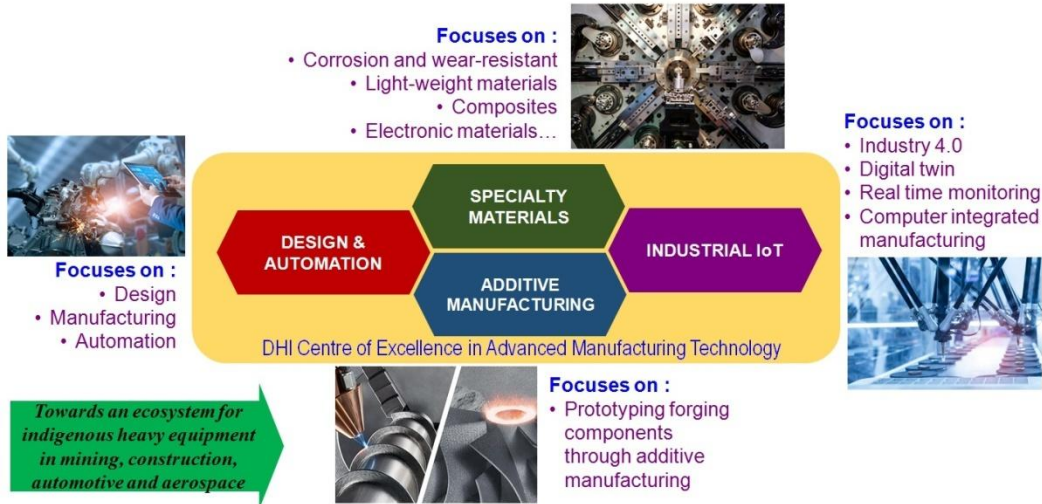 Focuses on :
• Corrosion and wear-resistant
• Light-weight materials
• Composites
• Electronic materials…
Focuses on :
• Industry 4.0
• Digital twin
• Real time monitoring
• Computer integrated
manufacturing
SPECIALTY
MATERIALS
DESIGN &
AUTOMATION
INDUSTRIAL IoT
ADDITIVE
MANUFACTURING
DHI Centre of Excellence in Advanced Manufacturing Technology
Focuses on :
• Design
• Manufacturing
• Automation
Focuses on :
• Prototyping forging
components
through additive
manufacturing
Towards an ecosystem for
indigenous heavy equipment
in mining, construction,
automotive and aerospace